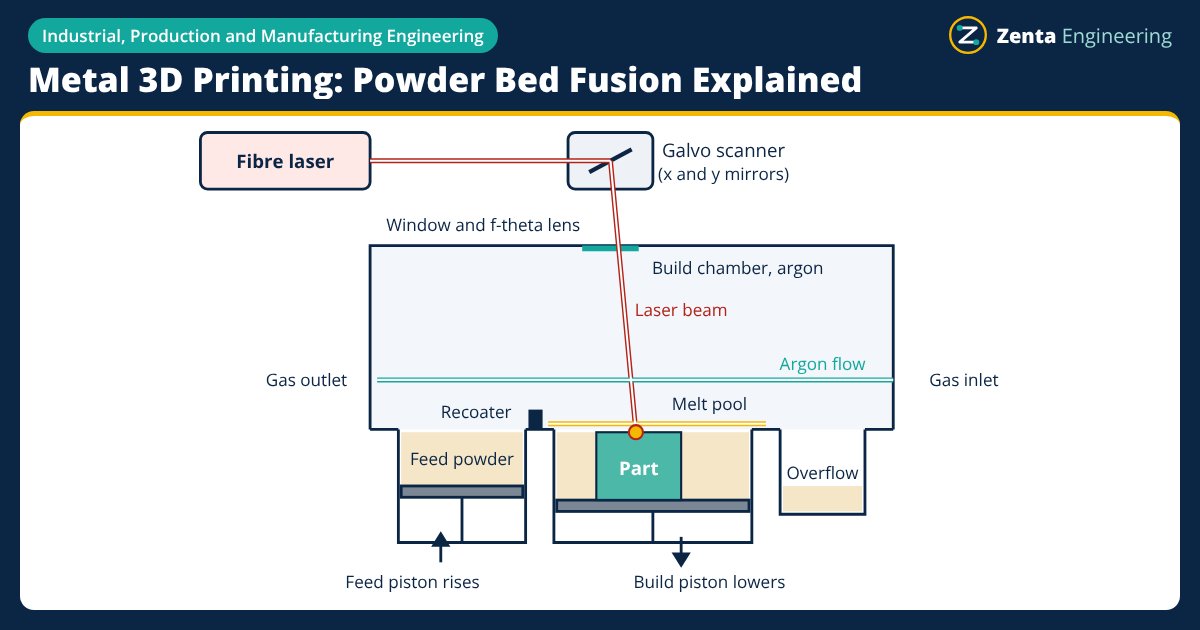 Industrial, Production and Manufacturing Engineering
Zenta Engineering
Metal 3D Printing: Powder Bed Fusion Explained
Fibre laser
Galvo scanner
(x and y mirrors)
Window and f-theta lens
Build chamber, argon
Laser beam
Argon flow
Gas outlet
Gas inlet
Melt pool
Recoater
Feed powder
Part
Overflow
Feed piston rises
Build piston lowers